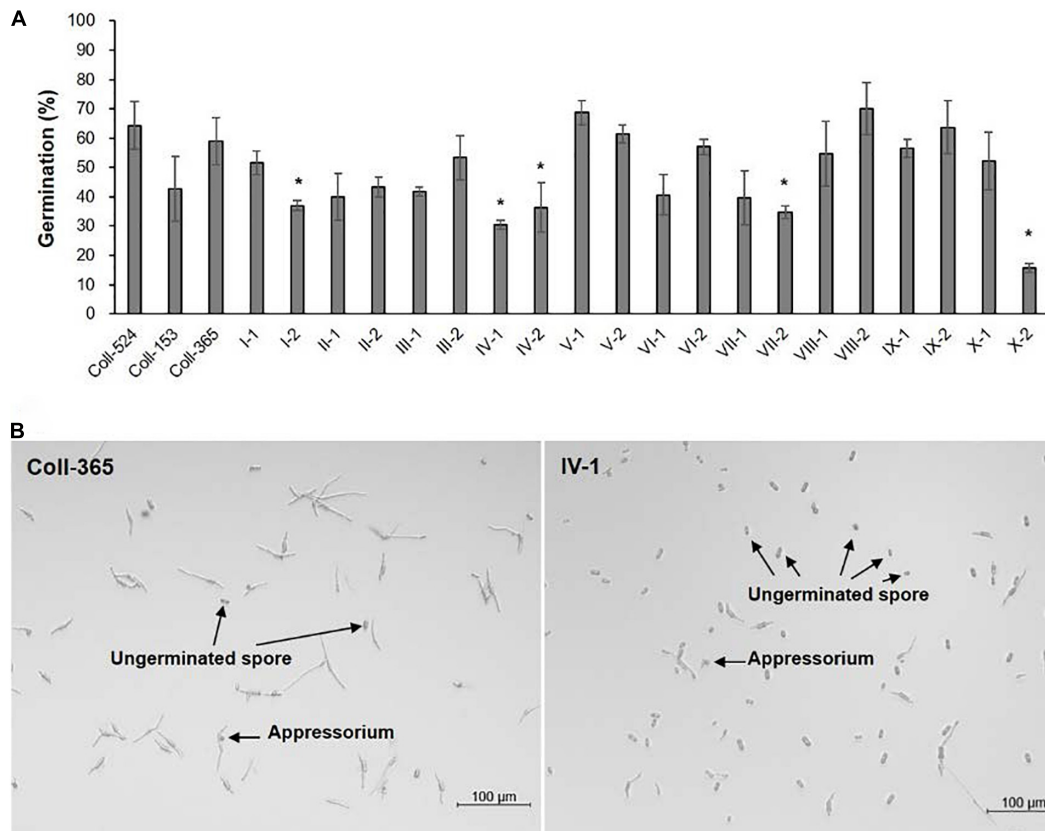 A
Germination (%)
100
90
80
70
60
50
40
30
20
10
0
Coll-524
Coll-153
Coll-365
I-1
I-2
II-1
II-2
III-1
III-2
IV-1
IV-2
V-1
V-2
VI-1
VI-2
VII-1
VII-2
VIII-1
VIII-2
IX-1
IX-2
X-1
X-2
*
*
*
*
*
B
Coll-365
Ungerminated spore
Appressorium
100 µm
IV-1
Ungerminated spore
Appressorium
100 µm